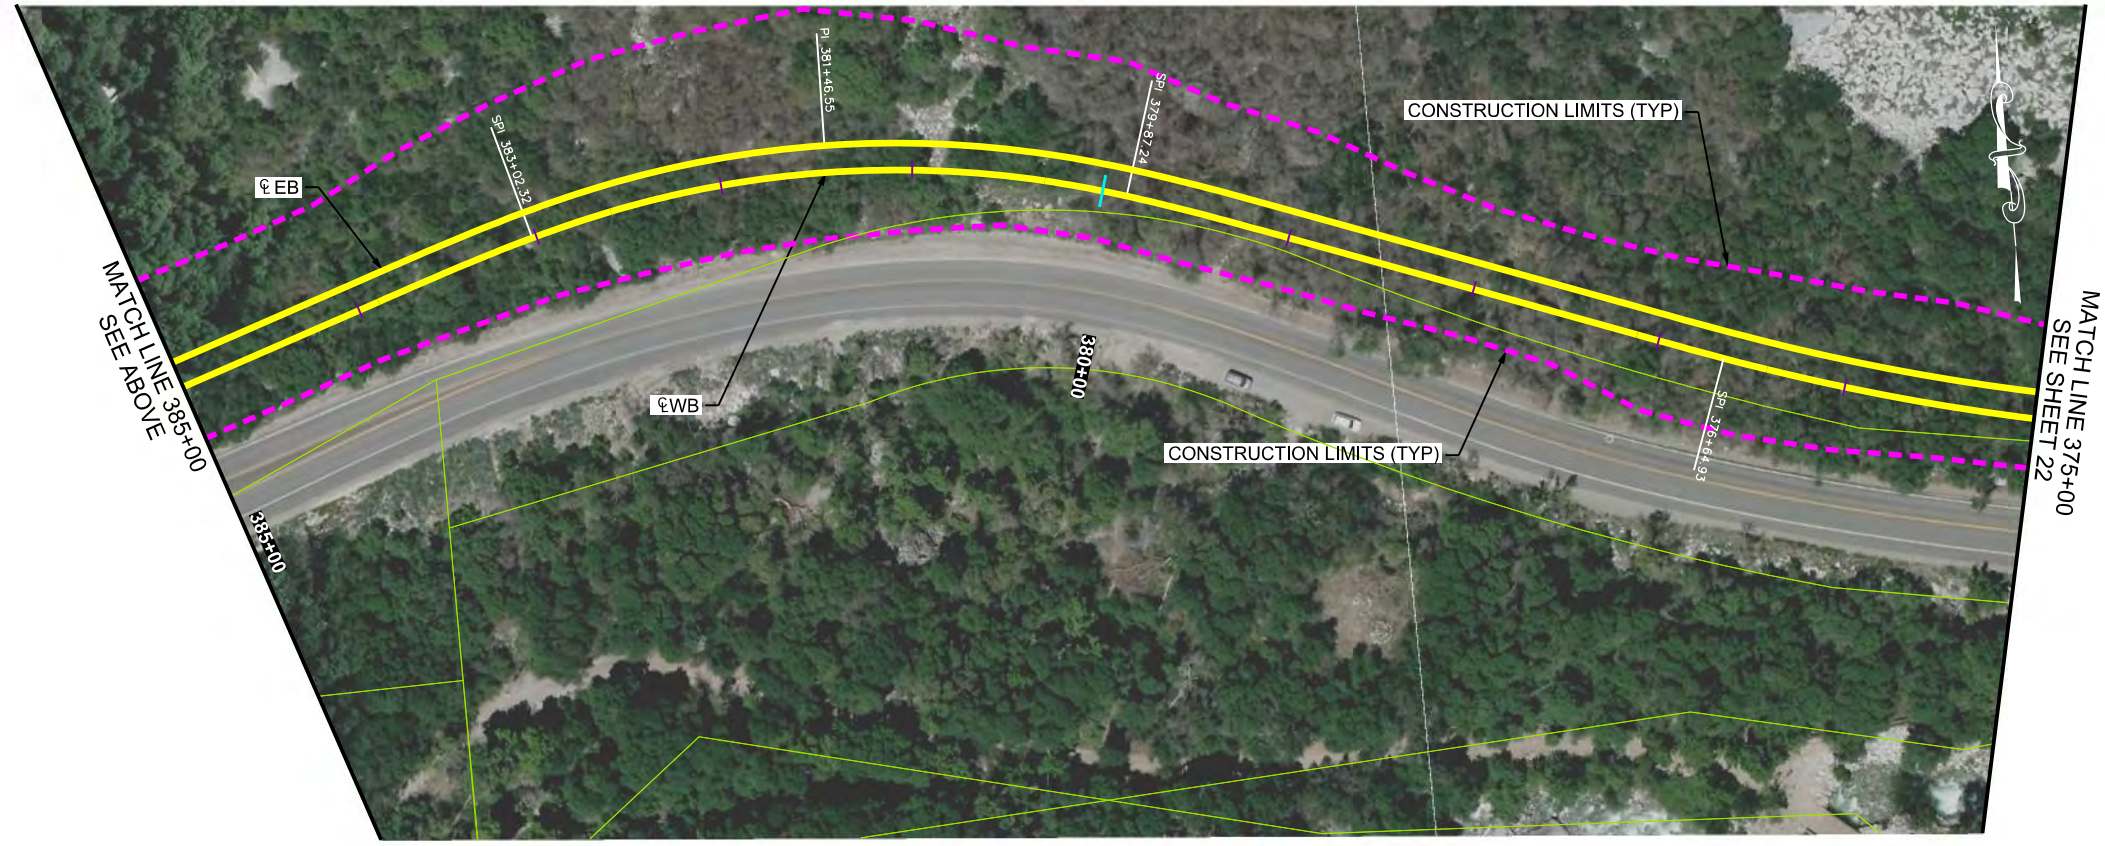 PI 381+46.55
SPI 379+87.24
CONSTRUCTION LIMITS (TYP)
SPI 383+02.32
℄ EB
MATCH LINE 385+00
SEE ABOVE
MATCH LINE 375+00
SEE SHEET 22
380+00
℄ WB
SPI 376+64.93
CONSTRUCTION LIMITS (TYP)
385+00